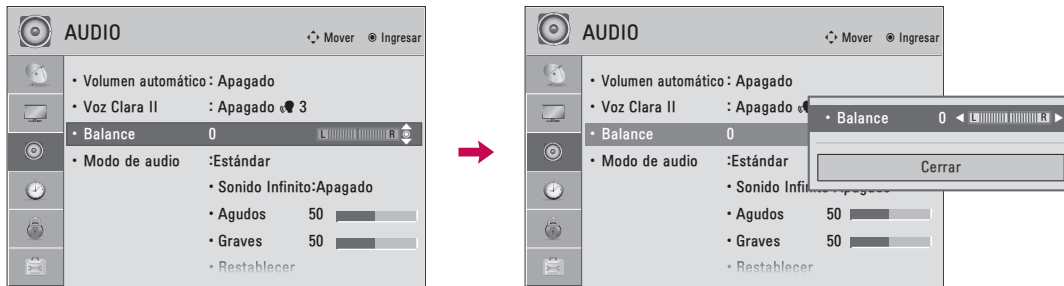 AUDIO
Mover Ingresar
• Volumen automático : Apagado
• Voz Clara II : Apagado 3
• Balance 0 L R
• Modo de audio :Estándar
• Sonido Infinito:Apagado
• Agudos 50
• Graves 50
• Restablecer
AUDIO
Mover Ingresar
• Volumen automático : Apagado
• Voz Clara II : Apagado
• Balance 0
• Modo de audio :Estándar
• Sonido Infinito:Apagado
• Agudos 50
• Graves 50
• Restablecer
• Balance 0 L R
Cerrar